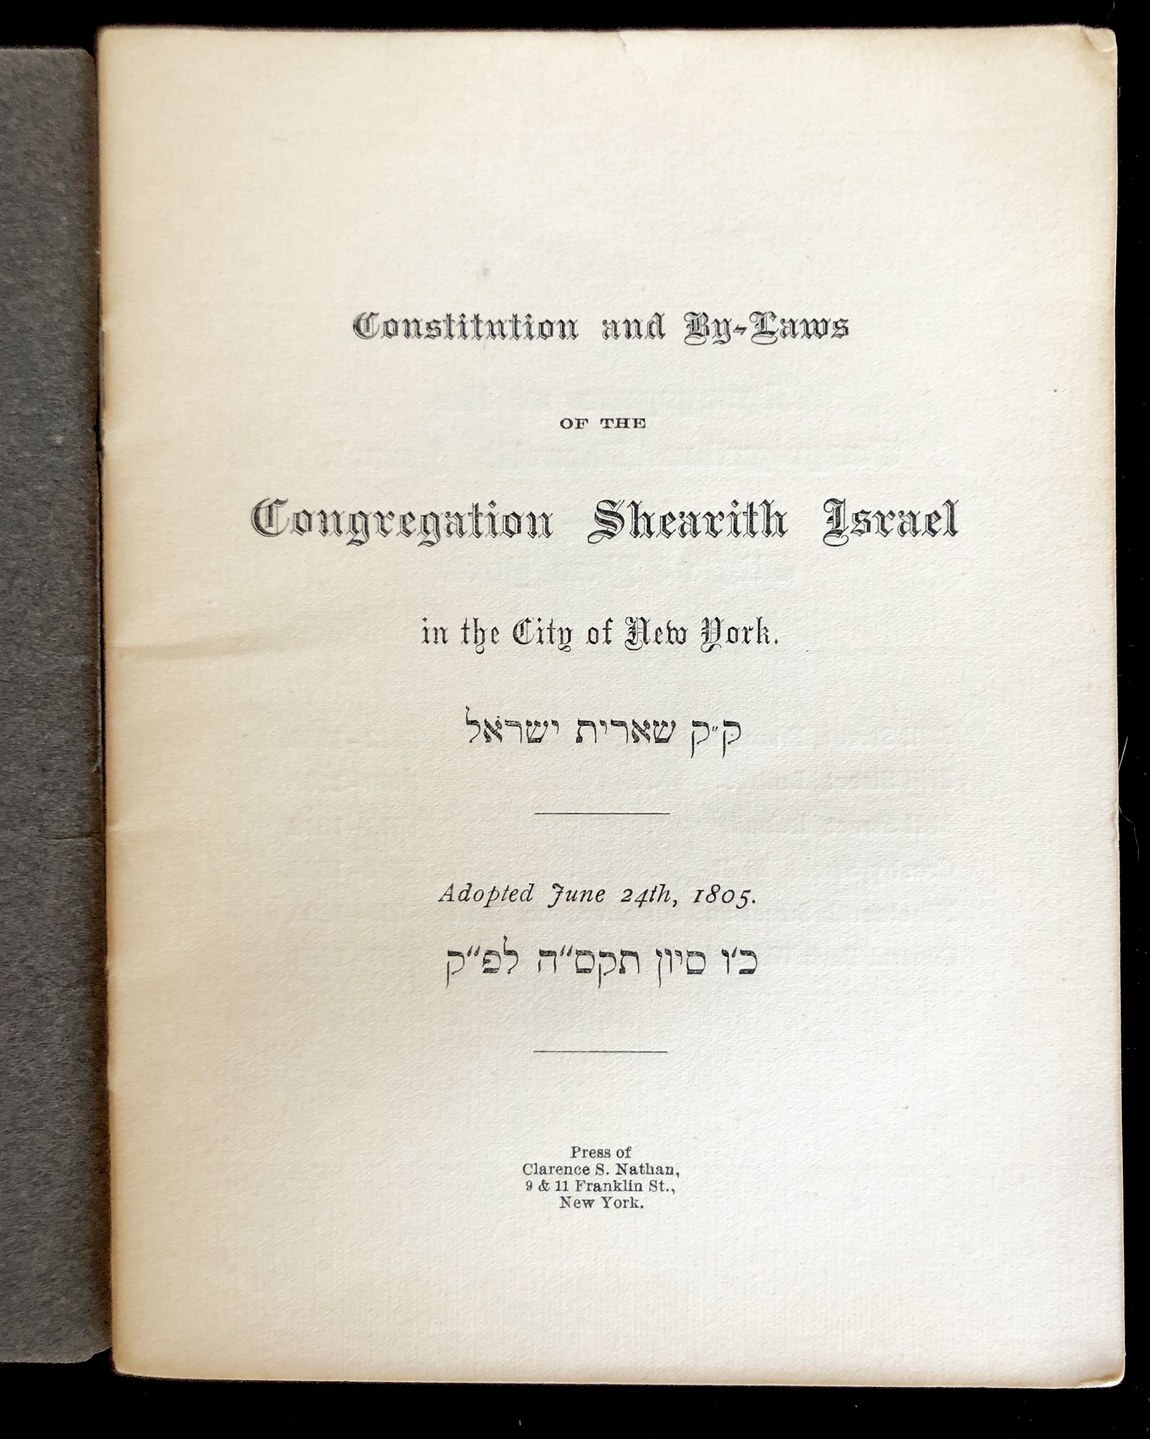 Constitution and By-Laws
OF THE
Congregation Shearith Israel
in the City of New York.
ק״ק שארית ישראל
Adopted June 24th, 1805.
כ׳ו סיון תקס״ה לפ״ק
Press of
Clarence S. Nathan,
9 & 11 Franklin St.,
New York.